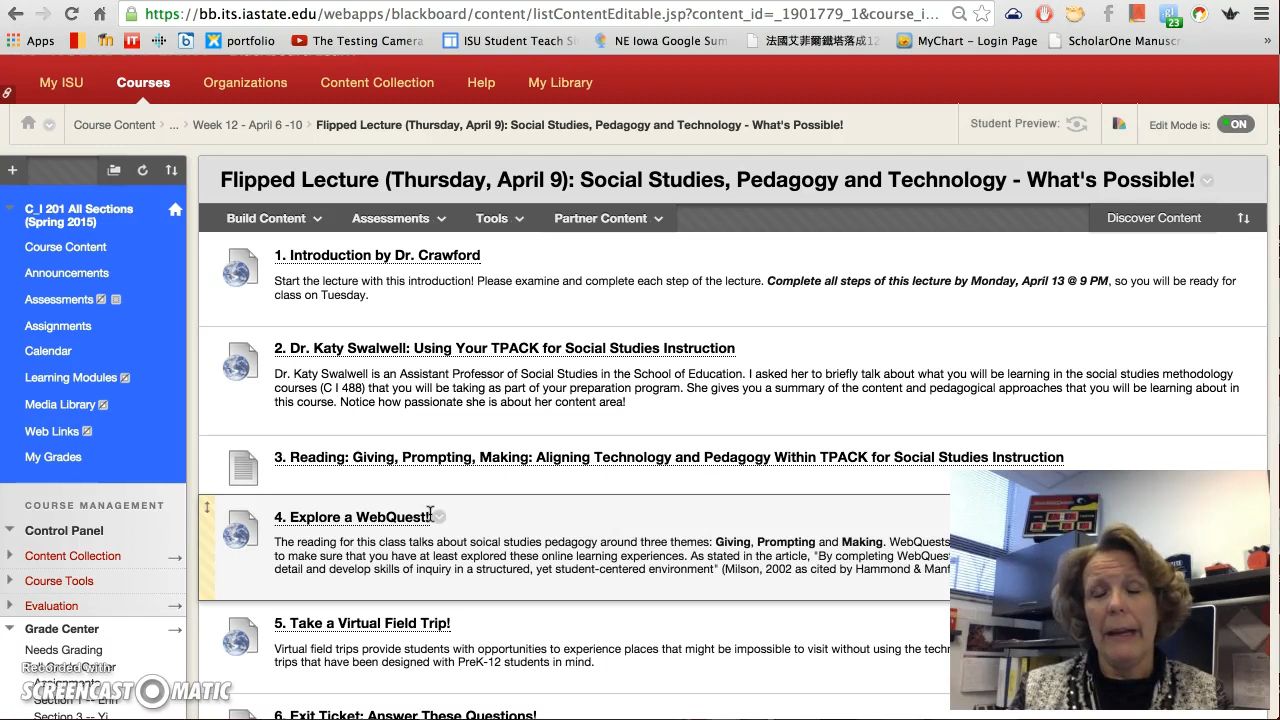 https://bb.its.iastate.edu/webapps/blackboard/content/listContentEditable.jsp?content_id=_1901779_1&course_i...
23
Apps
portfolio
The Testing Camera
ISU Student Teach Si
NE Iowa Google Sum
法國艾菲爾鐵塔落成12
MyChart - Login Page
ScholarOne Manuscr
»
My ISU
Courses
Organizations
Content Collection
Help
My Library
Course Content
...
Week 12 - April 6 -10
Flipped Lecture (Thursday, April 9): Social Studies, Pedagogy and Technology - What's Possible!
Student Preview:
Edit Mode is:
ON
C_I 201 All Sections
(Spring 2015)
Course Content
Announcements
Assessments
Assignments
Calendar
Learning Modules
Media Library
Web Links
My Grades
COURSE MANAGEMENT
Control Panel
Content Collection
Course Tools
Evaluation
Grade Center
Needs Grading
Recorded with
SCREENCAST MATIC
Flipped Lecture (Thursday, April 9): Social Studies, Pedagogy and Technology - What's Possible!
Build Content
Assessments
Tools
Partner Content
Discover Content
1. Introduction by Dr. Crawford
Start the lecture with this introduction! Please examine and complete each step of the lecture. Complete all steps of this lecture by Monday, April 13 @ 9 PM, so you will be ready for
class on Tuesday.
2. Dr. Katy Swalwell: Using Your TPACK for Social Studies Instruction
Dr. Katy Swalwell is an Assistant Professor of Social Studies in the School of Education. I asked her to briefly talk about what you will be learning in the social studies methodology
courses (C I 488) that you will be taking as part of your preparation program. She gives you a summary of the content and pedagogical approaches that you will be learning about in
this course. Notice how passionate she is about her content area!
3. Reading: Giving, Prompting, Making: Aligning Technology and Pedagogy Within TPACK for Social Studies Instruction
4. Explore a WebQuest!
The reading for this class talks about soicial studies pedagogy around three themes: Giving, Prompting and Making. WebQuests
to make sure that you have at least explored these online learning experiences. As stated in the article, "By completing WebQues
detail and develop skills of inquiry in a structured, yet student-centered environment" (Milson, 2002 as cited by Hammond & Manf
5. Take a Virtual Field Trip!
Virtual field trips provide students with opportunities to experience places that might be impossible to visit without using the tech
trips that have been designed with PreK-12 students in mind.
6. Exit Ticket: Answer These Questions!